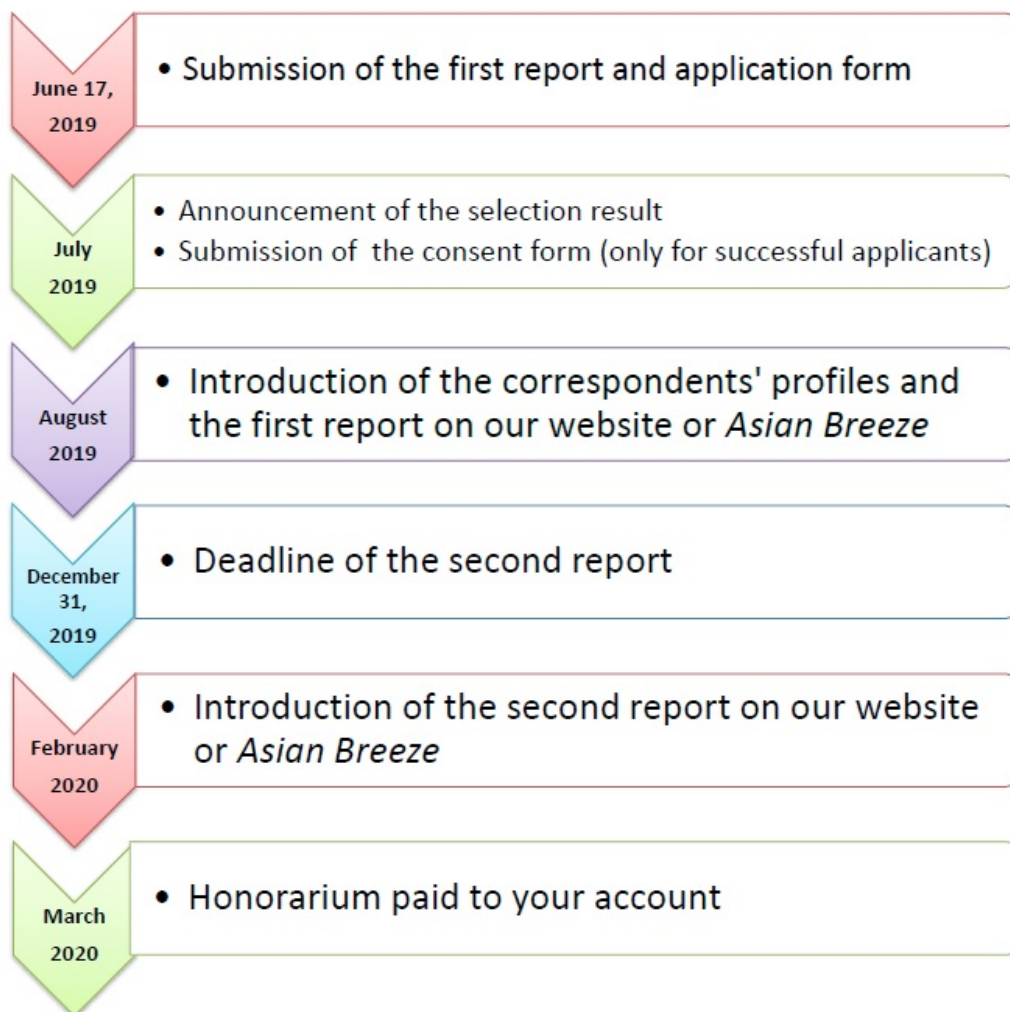 June 17,
2019
• Submission of the first report and application form
July
2019
• Announcement of the selection result
• Submission of the consent form (only for successful applicants)
August
2019
• Introduction of the correspondents' profiles and
the first report on our website or Asian Breeze
December
31,
2019
• Deadline of the second report
February
2020
• Introduction of the second report on our website
or Asian Breeze
March
2020
• Honorarium paid to your account